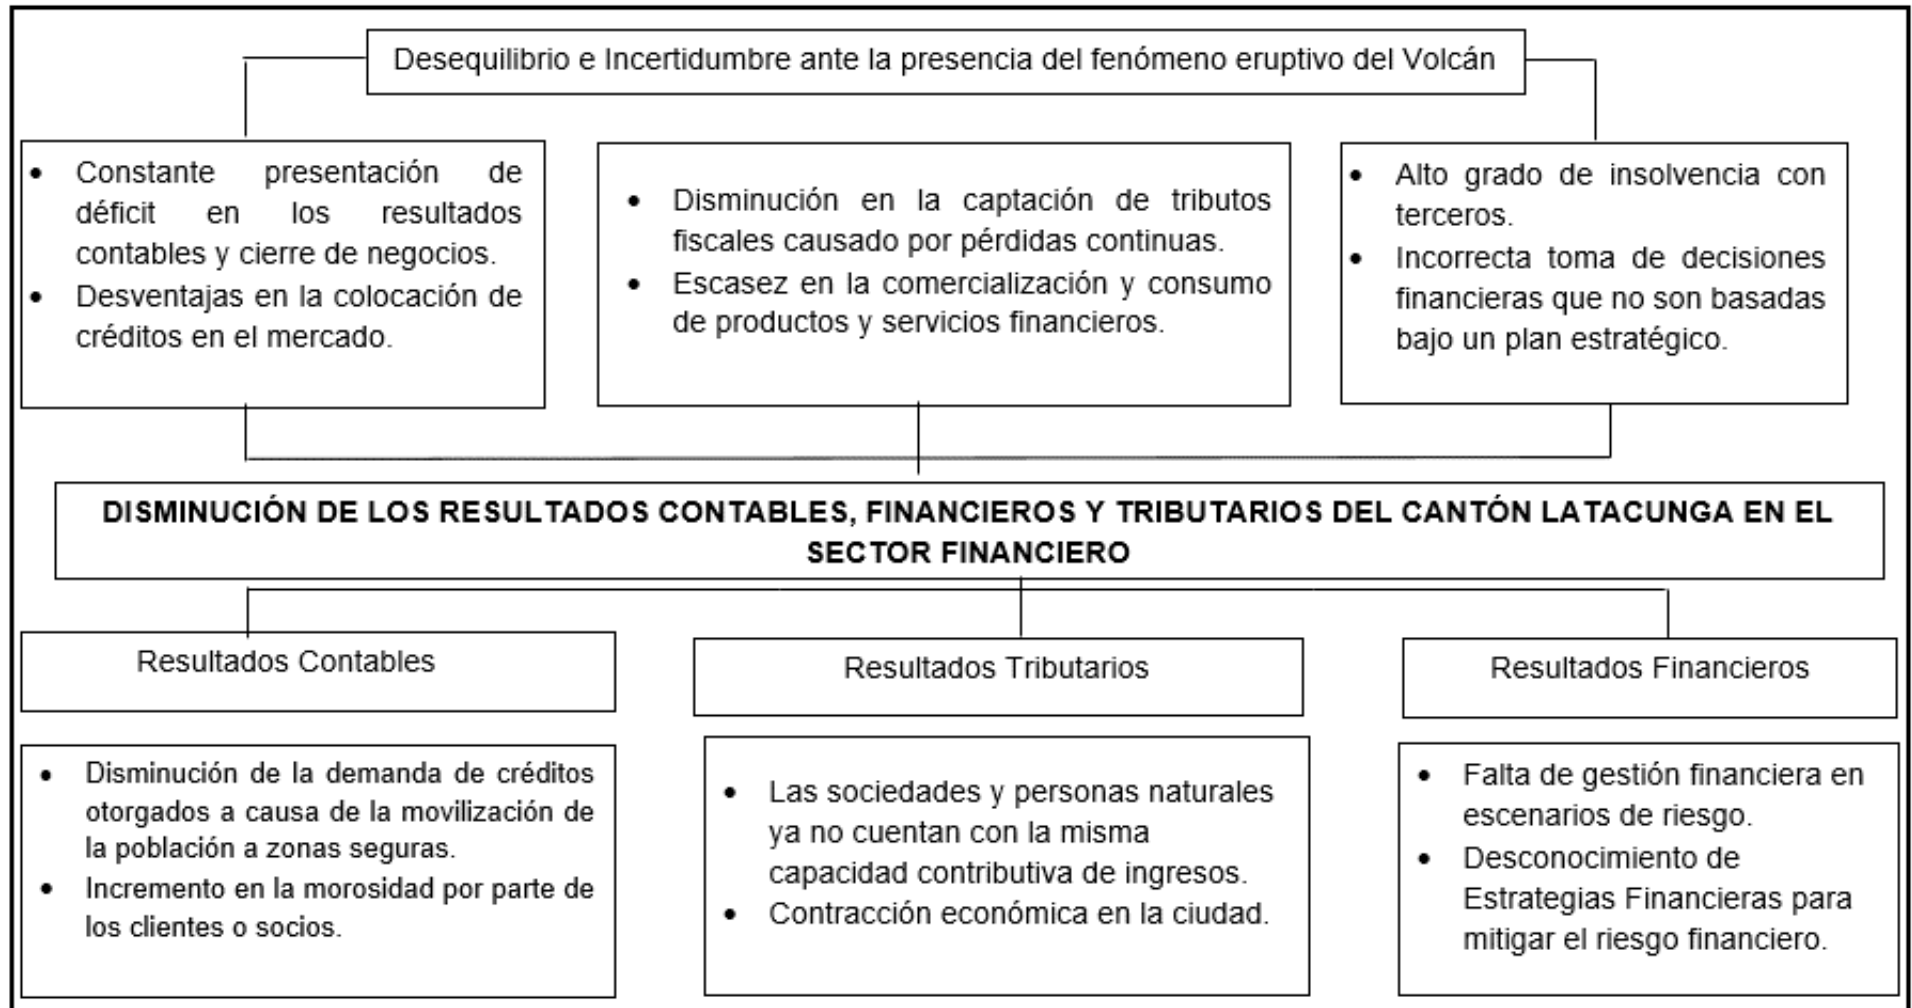 Desequilibrio e Incertidumbre ante la presencia del fenómeno eruptivo del Volcán
• Constante presentación de
déficit en los resultados
contables y cierre de negocios.
• Desventajas en la colocación de
créditos en el mercado.
• Disminución en la captación de tributos
fiscales causado por pérdidas continuas.
• Escasez en la comercialización y consumo
de productos y servicios financieros.
• Alto grado de insolvencia con
terceros.
• Incorrecta toma de decisiones
financieras que no son basadas
bajo un plan estratégico.
DISMINUCIÓN DE LOS RESULTADOS CONTABLES, FINANCIEROS Y TRIBUTARIOS DEL CANTÓN LATACUNGA EN EL
SECTOR FINANCIERO
Resultados Contables
Resultados Tributarios
Resultados Financieros
• Disminución de la demanda de créditos
otorgados a causa de la movilización de
la población a zonas seguras.
• Incremento en la morosidad por parte de
los clientes o socios.
• Las sociedades y personas naturales
ya no cuentan con la misma
capacidad contributiva de ingresos.
• Contracción económica en la ciudad.
• Falta de gestión financiera en
escenarios de riesgo.
• Desconocimiento de
Estrategias Financieras para
mitigar el riesgo financiero.